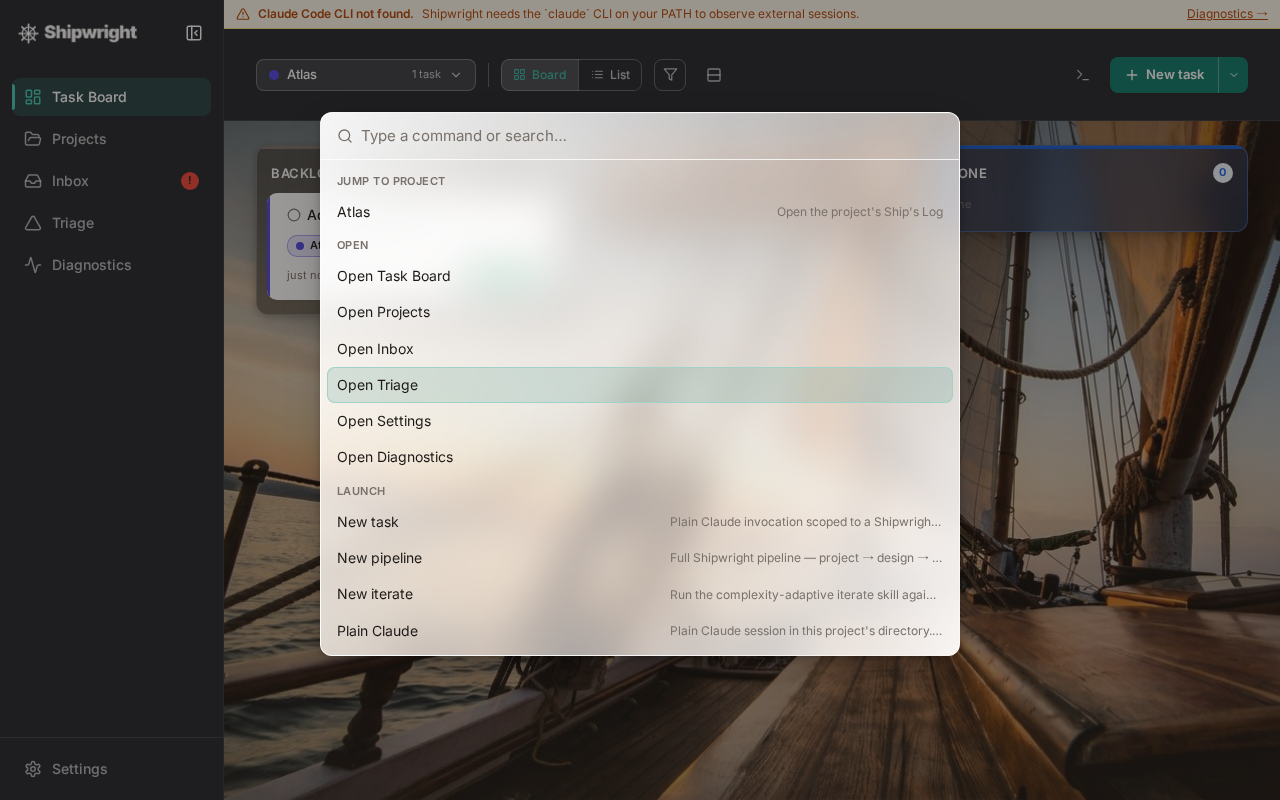 Claude Code CLI not found. Shipwright needs the `claude` CLI on your PATH to observe external sessions. Diagnostics →
Shipwright
Task Board
Projects
Inbox !
Triage
Diagnostics
Settings
Atlas 1 task
Board
List
New task
Type a command or search...
JUMP TO PROJECT
Atlas Open the project's Ship's Log
OPEN
Open Task Board
Open Projects
Open Inbox
Open Triage
Open Settings
Open Diagnostics
LAUNCH
New task Plain Claude invocation scoped to a Shipwrigh...
New pipeline Full Shipwright pipeline — project → design → ...
New iterate Run the complexity-adaptive iterate skill agai...
Plain Claude Plain Claude session in this project's directory....
0